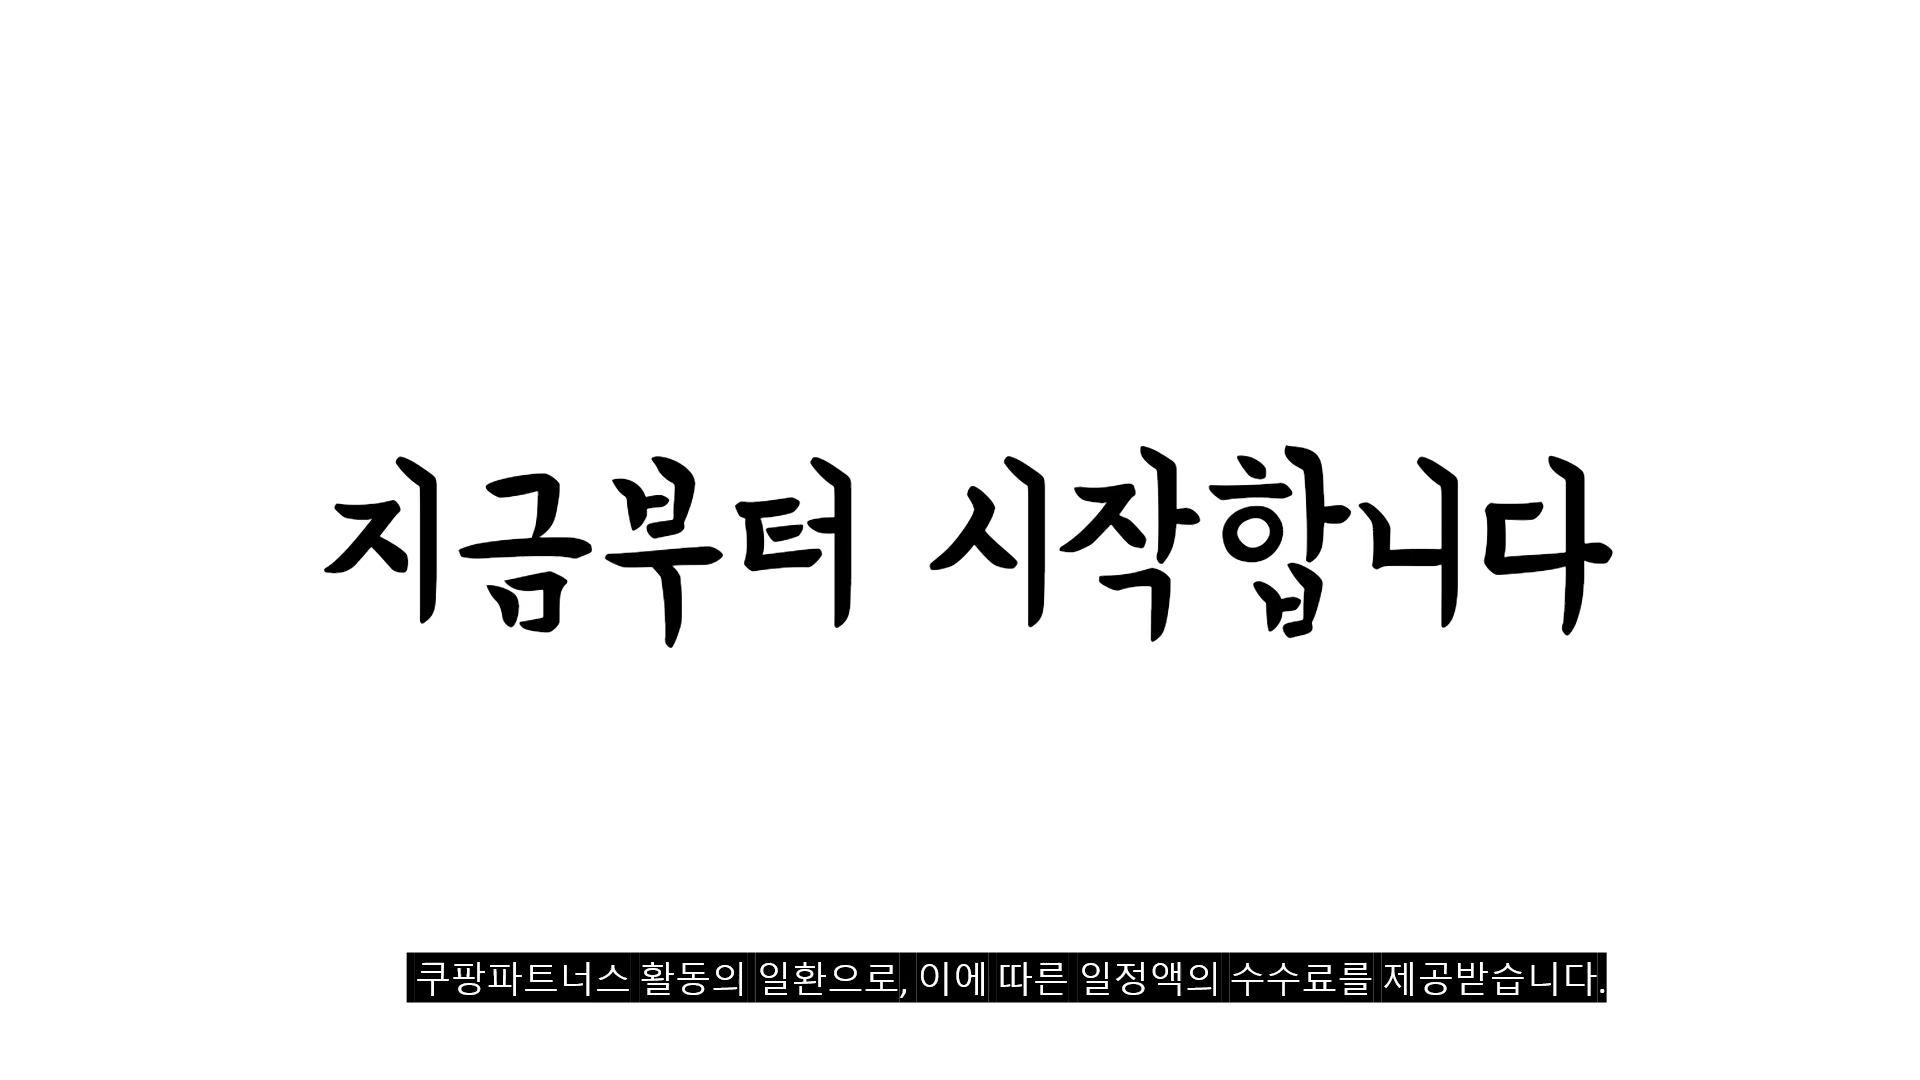 지금부터 시작합니다
쿠팡파트너스 활동의 일환으로, 이에 따른 일정액의 수수료를 제공받습니다.